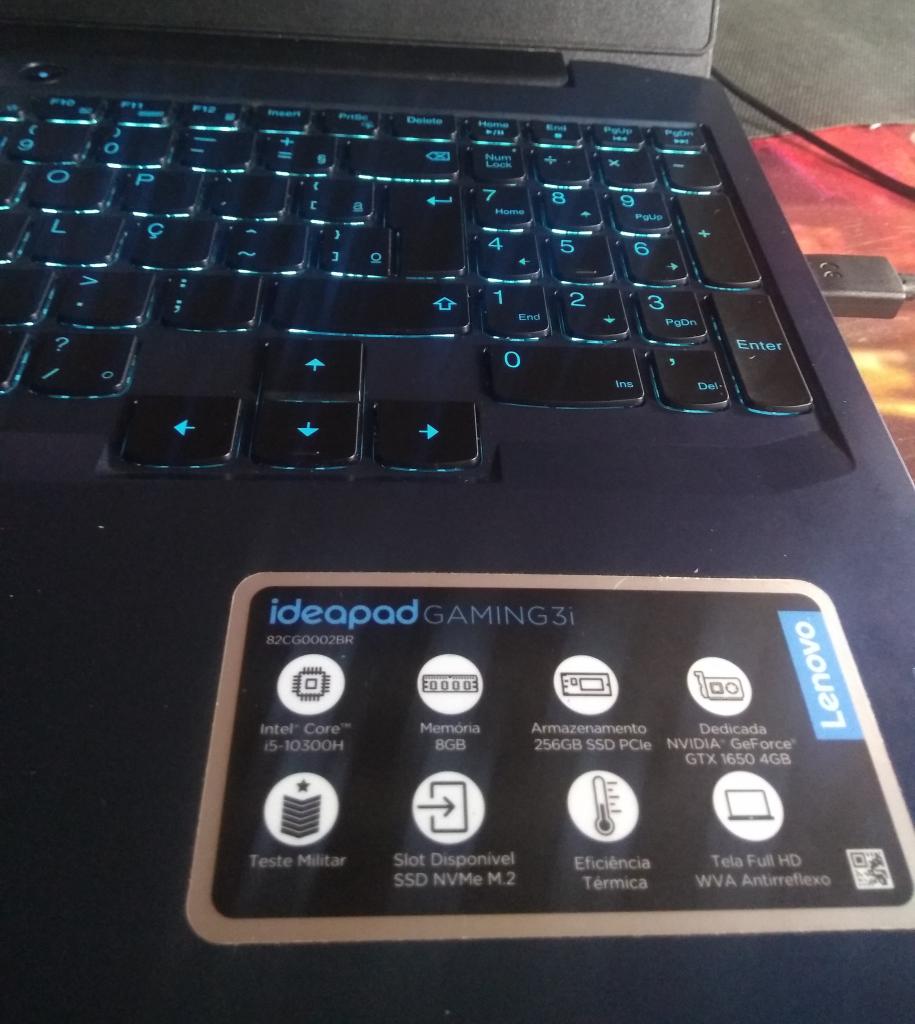 F10 F11 F12 Insert PrtSc Delete Home End PgUp PgDn
( 9 ) 0 _ - + = § Num Lock ÷ × -
O P ` ´ { [ ª 7 Home 8 9 PgUp +
L Ç ^ ~ } ] º 4 5 6
> . : ; 1 End 2 3 PgDn Enter
? / ° 0 Ins , Del
ideapad GAMING3i
82CG0002BR
Lenovo
Intel® Core™
i5-10300H
Memória
8GB
Armazenamento
256GB SSD PCIe
Dedicada
NVIDIA® GeForce®
GTX 1650 4GB
Teste Militar
Slot Disponível
SSD NVMe M.2
Eficiência
Térmica
Tela Full HD
WVA Antirreflexo